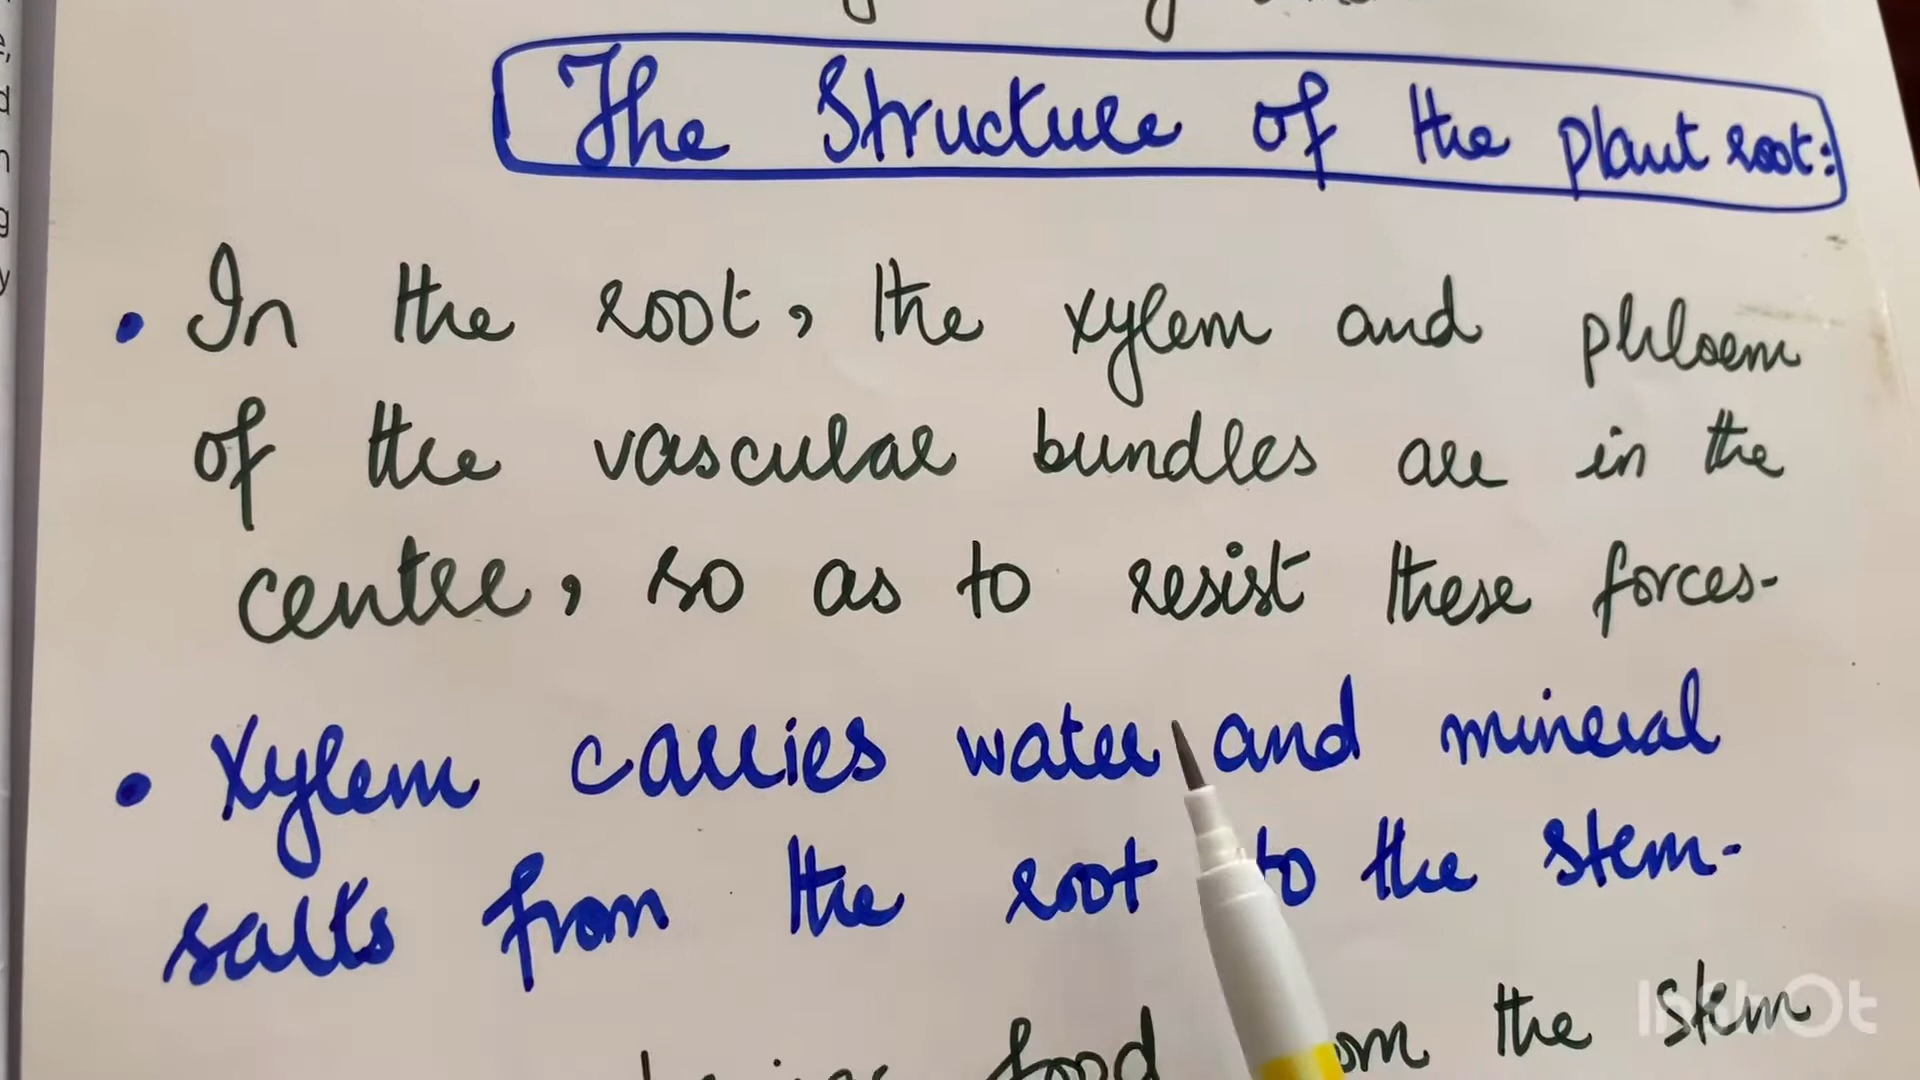 The Structure of the plant root:
• In the root, the xylem and phloem
of the vascular bundles are in the
centre, so as to resist these forces.
• Xylem carries water and mineral
salts from the root to the stem.
food the stem
InShOt